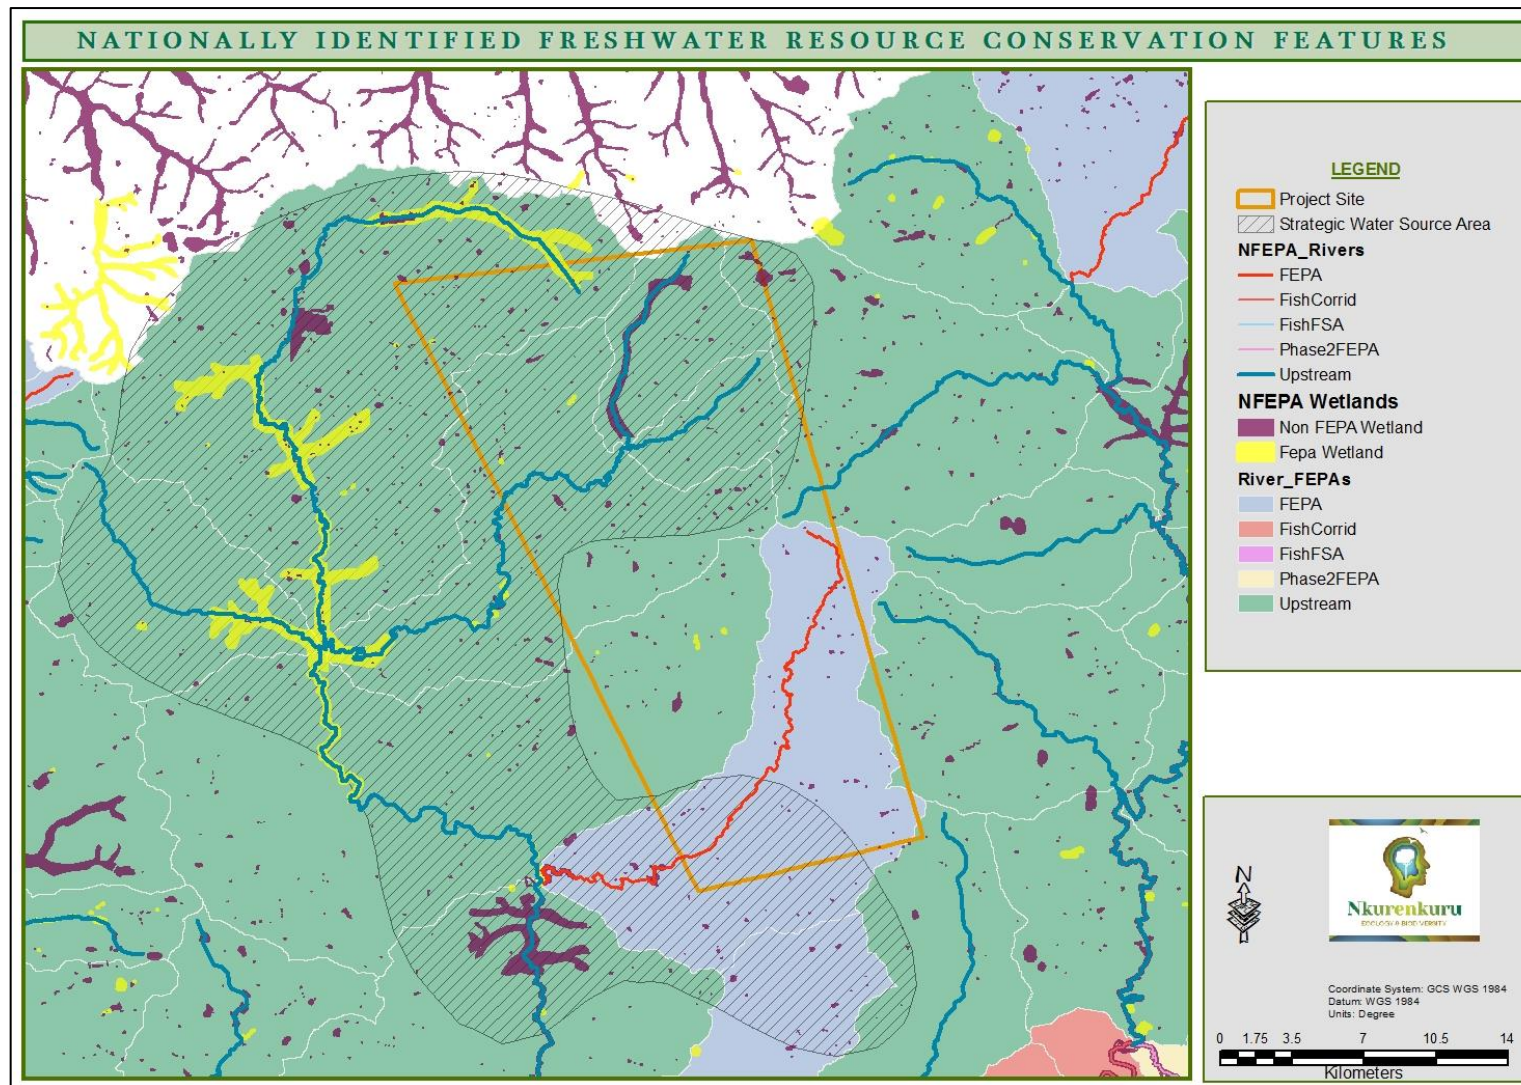 NATIONALLY IDENTIFIED FRESHWATER RESOURCE CONSERVATION FEATURES
LEGEND
Project Site
Strategic Water Source Area
NFEPA_Rivers
FEPA
FishCorrid
FishFSA
Phase2FEPA
Upstream
NFEPA Wetlands
Non FEPA Wetland
Fepa Wetland
River_FEPAs
FEPA
FishCorrid
FishFSA
Phase2FEPA
Upstream
N
Nkurenkuru
ECOLOGY & BIODIVERSITY
Coordinate System: GCS WGS 1984
Datum: WGS 1984
Units: Degree
0 1.75 3.5 7 10.5 14
Kilometers